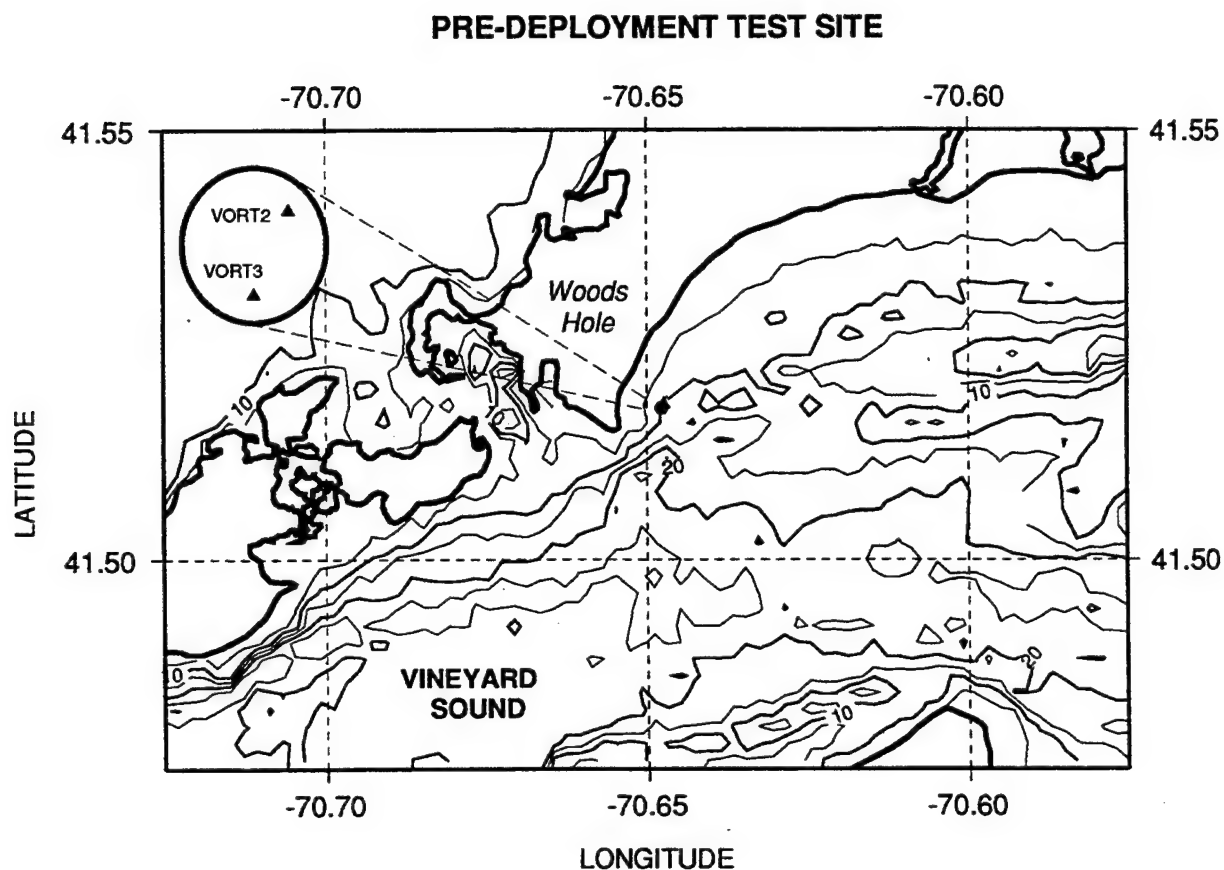 PRE-DEPLOYMENT TEST SITE
-70.70 -70.65 -70.60
41.55 41.55
VORT2
VORT3
Woods
Hole
10
10
20
LATITUDE
41.50 41.50
20
0
VINEYARD
SOUND
10
-70.70 -70.65 -70.60
LONGITUDE